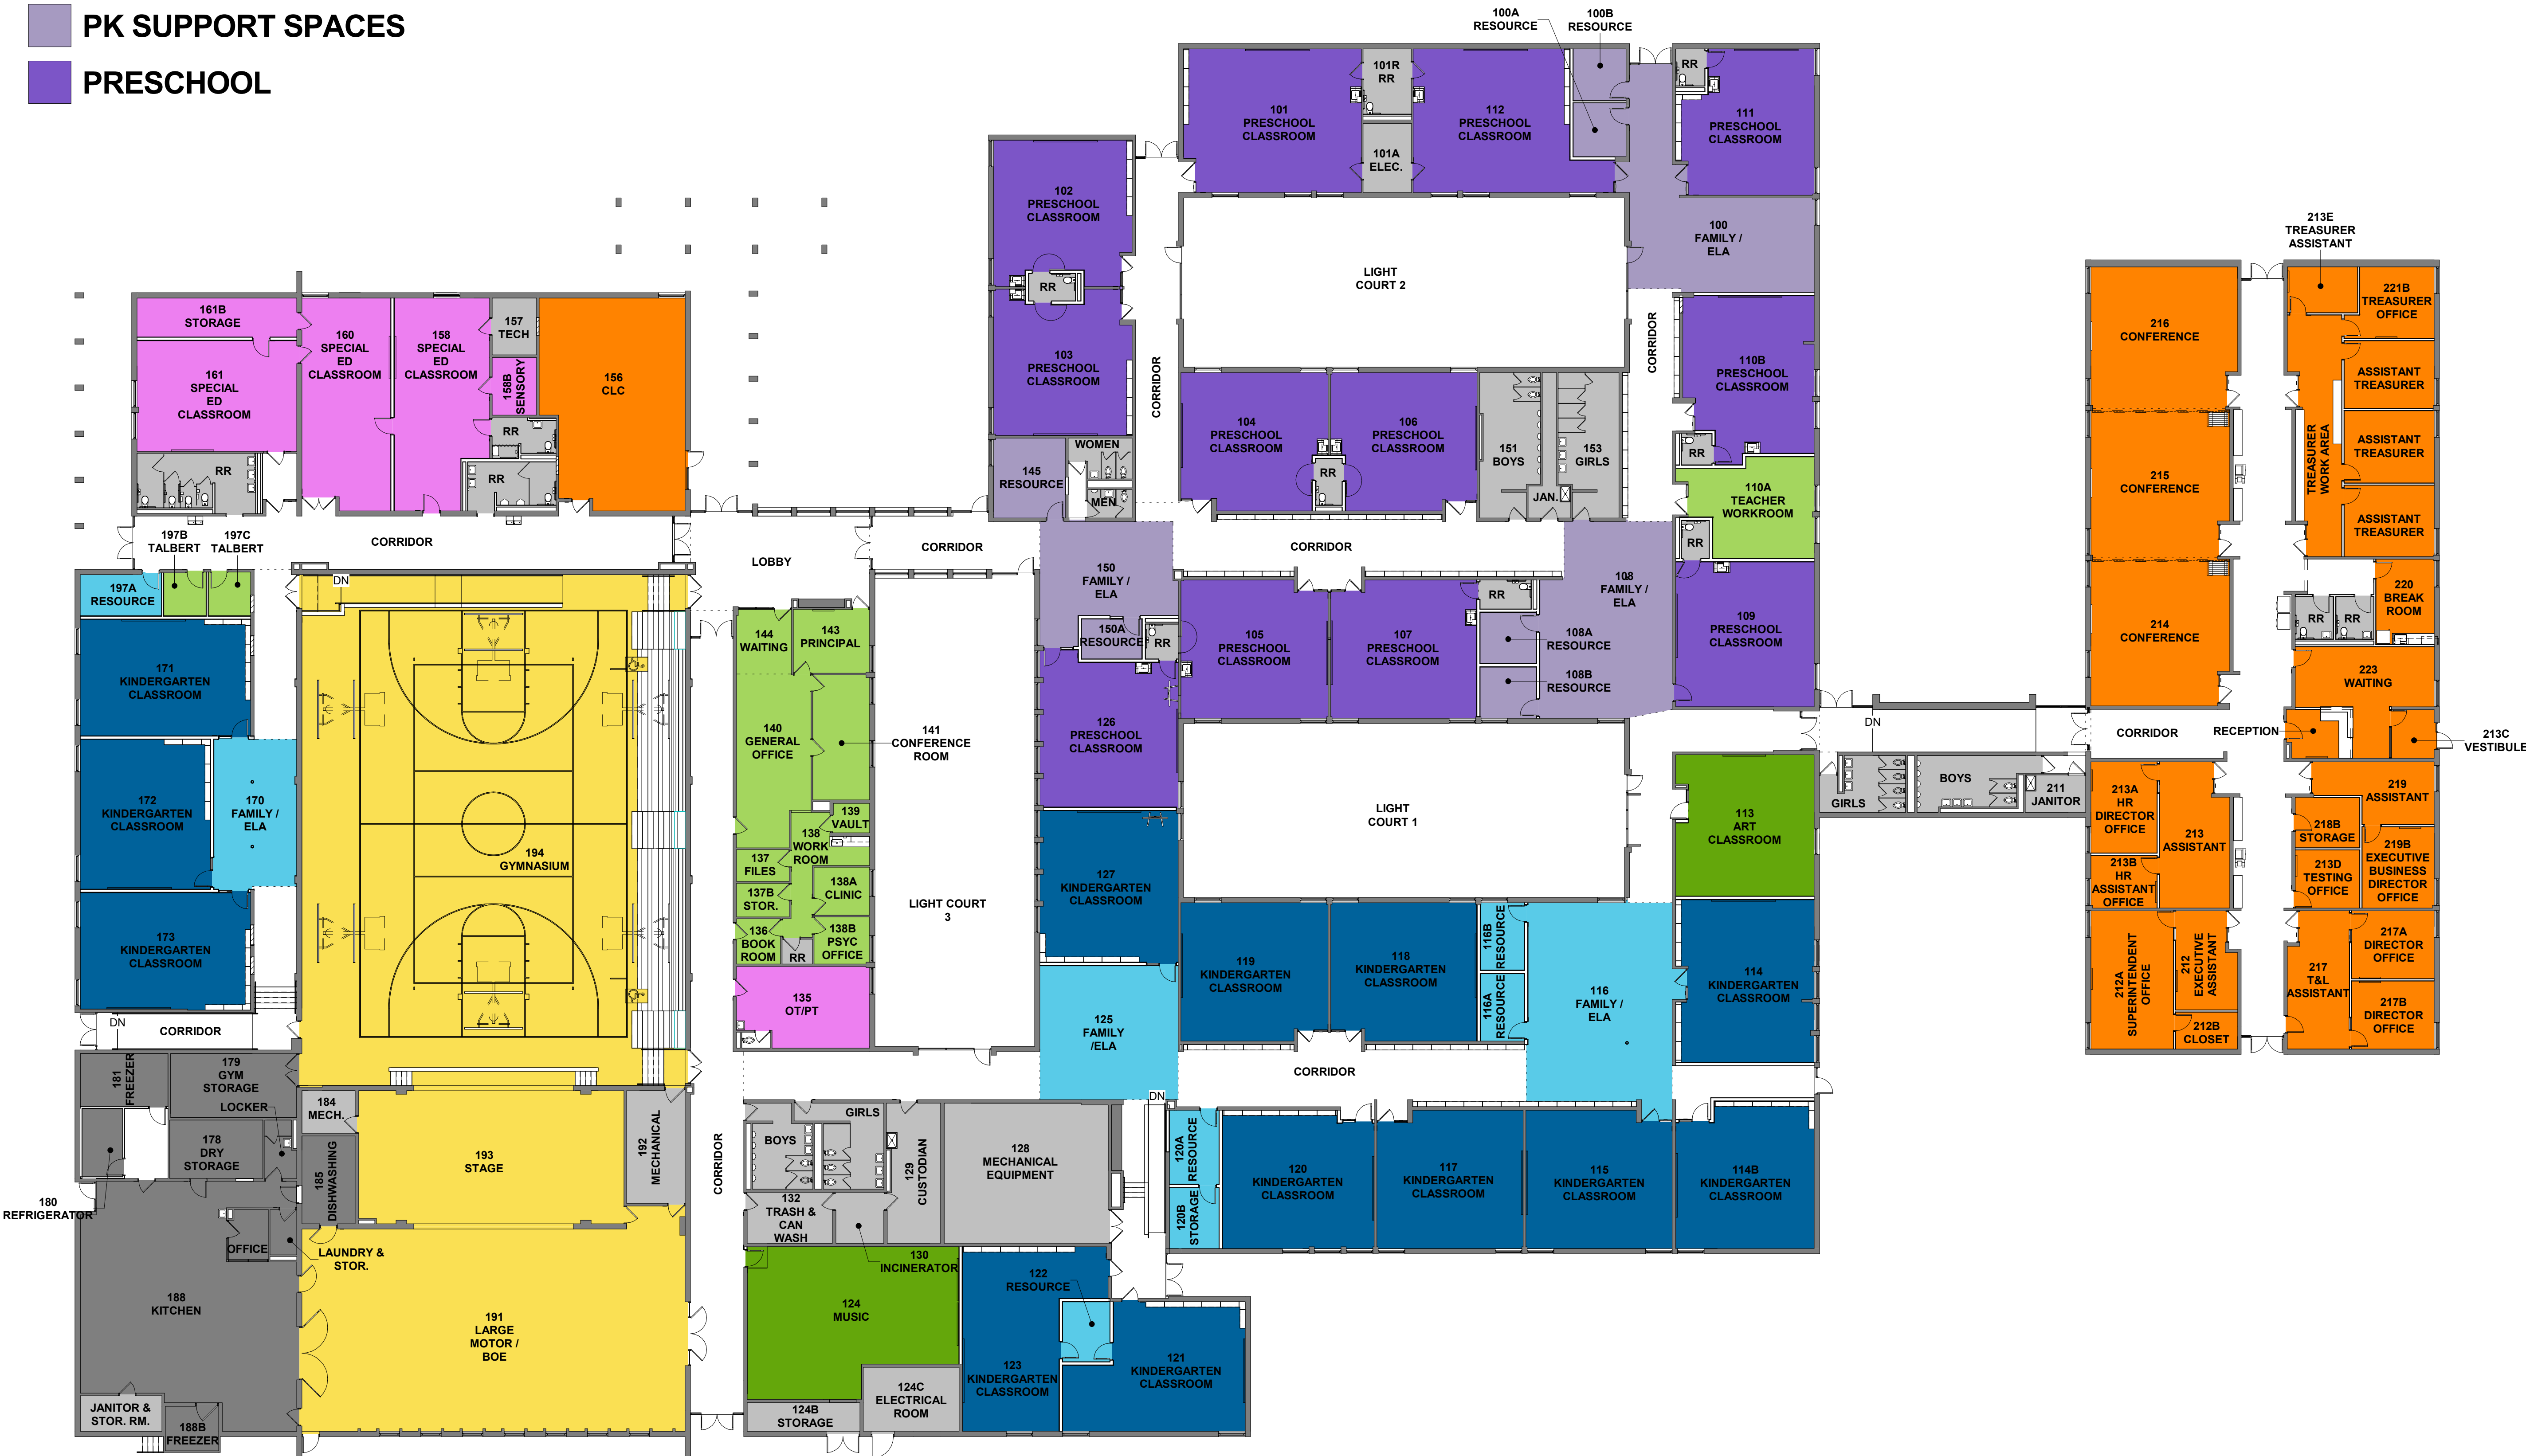 PK SUPPORT SPACES
PRESCHOOL
100A
RESOURCE
100B
RESOURCE
101
PRESCHOOL
CLASSROOM
101R
RR
101A
ELEC.
112
PRESCHOOL
CLASSROOM
RR
111
PRESCHOOL
CLASSROOM
102
PRESCHOOL
CLASSROOM
RR
103
PRESCHOOL
CLASSROOM
CORRIDOR
LIGHT
COURT 2
100
FAMILY /
ELA
CORRIDOR
110B
PRESCHOOL
CLASSROOM
RR
110A
TEACHER
WORKROOM
RR
104
PRESCHOOL
CLASSROOM
RR
106
PRESCHOOL
CLASSROOM
151
BOYS
JAN.
153
GIRLS
145
RESOURCE
WOMEN
MEN
161B
STORAGE
161
SPECIAL
ED
CLASSROOM
RR
160
SPECIAL
ED
CLASSROOM
158
SPECIAL
ED
CLASSROOM
157
TECH
158B
SENSORY
RR
RR
156
CLC
197B
TALBERT
197C
TALBERT
CORRIDOR
LOBBY
CORRIDOR
CORRIDOR
197A
RESOURCE
DN
150
FAMILY /
ELA
150A
RESOURCE
RR
105
PRESCHOOL
CLASSROOM
107
PRESCHOOL
CLASSROOM
RR
108
FAMILY /
ELA
108A
RESOURCE
108B
RESOURCE
109
PRESCHOOL
CLASSROOM
126
PRESCHOOL
CLASSROOM
171
KINDERGARTEN
CLASSROOM
172
KINDERGARTEN
CLASSROOM
170
FAMILY /
ELA
173
KINDERGARTEN
CLASSROOM
DN
CORRIDOR
194
GYMNASIUM
144
WAITING
143
PRINCIPAL
140
GENERAL
OFFICE
141
CONFERENCE
ROOM
139
VAULT
138
WORK
ROOM
137
FILES
137B
STOR.
138A
CLINIC
136
BOOK
ROOM
RR
138B
PSYC
OFFICE
135
OT/PT
LIGHT COURT
3
127
KINDERGARTEN
CLASSROOM
125
FAMILY
/ELA
LIGHT
COURT 1
113
ART
CLASSROOM
119
KINDERGARTEN
CLASSROOM
118
KINDERGARTEN
CLASSROOM
116B
RESOURCE
116A
RESOURCE
116
FAMILY /
ELA
114
KINDERGARTEN
CLASSROOM
CORRIDOR
DN
120A
RESOURCE
120B
STORAGE
120
KINDERGARTEN
CLASSROOM
117
KINDERGARTEN
CLASSROOM
115
KINDERGARTEN
CLASSROOM
114B
KINDERGARTEN
CLASSROOM
181
FREEZER
179
GYM
STORAGE
LOCKER
178
DRY
STORAGE
180
REFRIGERATOR
184
MECH.
185
DISHWASHING
193
STAGE
192
MECHANICAL
CORRIDOR
OFFICE
LAUNDRY &
STOR.
188
KITCHEN
JANITOR &
STOR. RM.
188B
FREEZER
191
LARGE
MOTOR /
BOE
BOYS
GIRLS
129
CUSTODIAN
128
MECHANICAL
EQUIPMENT
132
TRASH &
CAN
WASH
130
INCINERATOR
124
MUSIC
124B
STORAGE
124C
ELECTRICAL
ROOM
122
RESOURCE
123
KINDERGARTEN
CLASSROOM
121
KINDERGARTEN
CLASSROOM
DN
GIRLS
BOYS
211
JANITOR
CORRIDOR
213E
TREASURER
ASSISTANT
221B
TREASURER
OFFICE
216
CONFERENCE
ASSISTANT
TREASURER
TREASURER
WORK AREA
ASSISTANT
TREASURER
215
CONFERENCE
ASSISTANT
TREASURER
214
CONFERENCE
220
BREAK
ROOM
RR
RR
223
WAITING
RECEPTION
213C
VESTIBULE
213A
HR
DIRECTOR
OFFICE
213
ASSISTANT
213B
HR
ASSISTANT
OFFICE
219
ASSISTANT
218B
STORAGE
219B
EXECUTIVE
BUSINESS
DIRECTOR
OFFICE
213D
TESTING
OFFICE
212A
SUPERINTENDENT
OFFICE
212
EXECUTIVE
ASSISTANT
212B
CLOSET
217
T&L
ASSISTANT
217A
DIRECTOR
OFFICE
217B
DIRECTOR
OFFICE